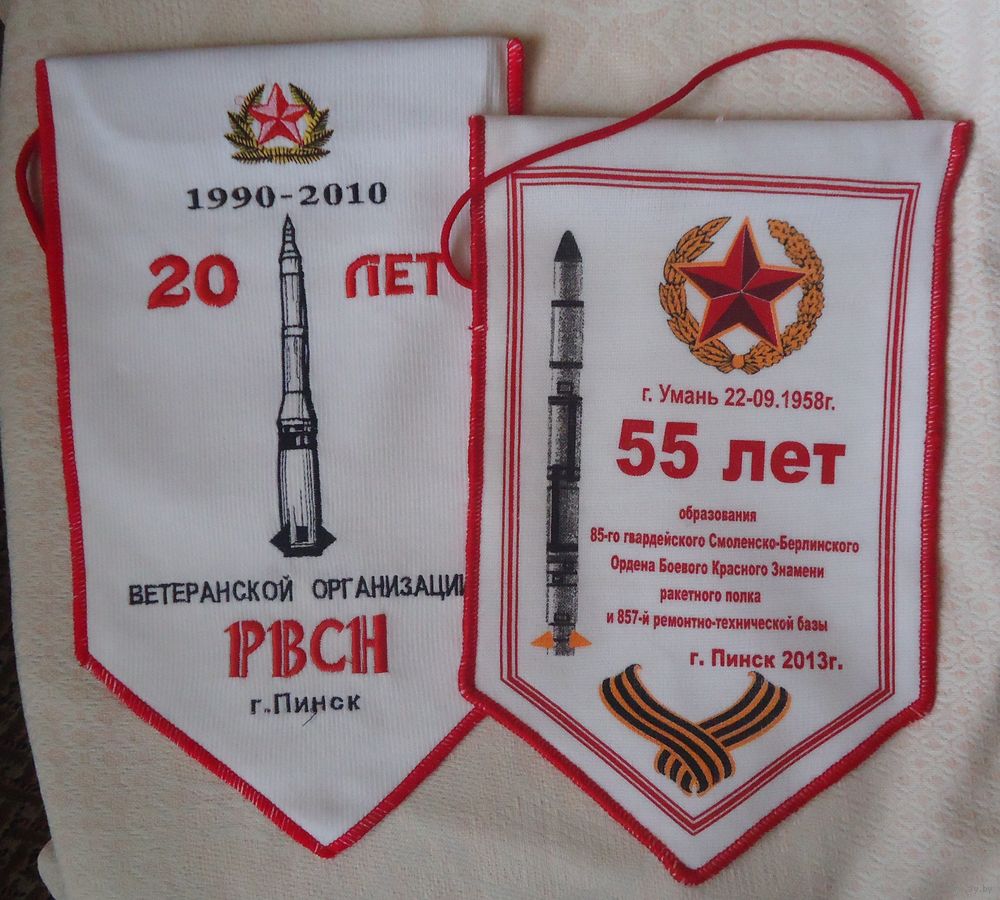 1990-2010
20 ЛЕТ
ВЕТЕРАНСКОЙ ОРГАНИЗАЦИИ
РВСН
г.Пинск
г. Умань 22-09.1958г.
55 лет
образования
85-го гвардейского Смоленско-Берлинского
Ордена Боевого Красного Знамени
ракетного полка
и 857-й ремонтно-технической базы
г. Пинск 2013г.